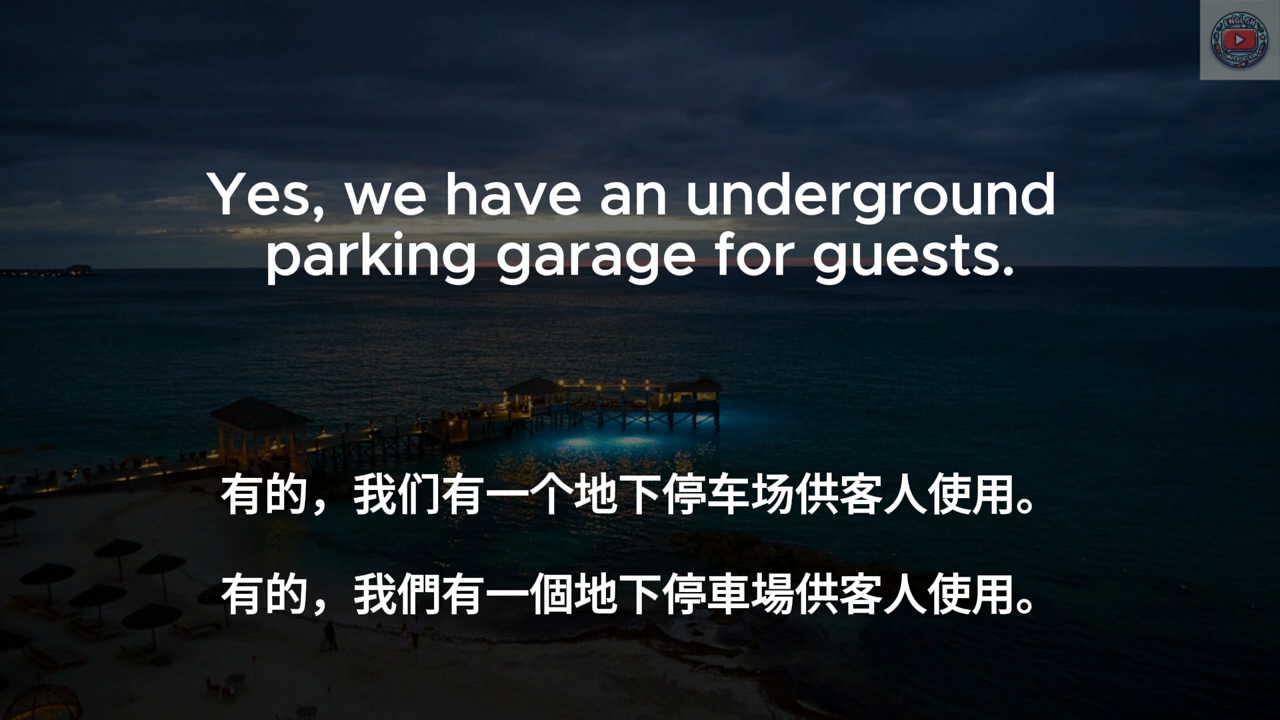 ENGLISH
Yes, we have an underground
parking garage for guests.
有的，我们有一个地下停车场供客人使用。
有的，我們有一個地下停車場供客人使用。